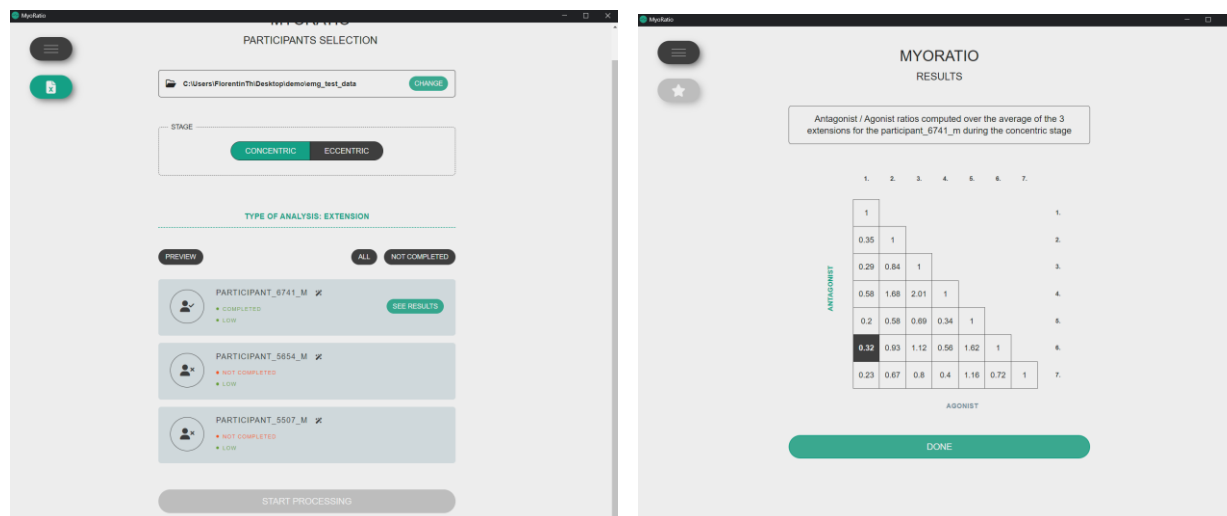 MyoRatio
MYORATIO
PARTICIPANTS SELECTION
C:\Users\FlorentinTh\Desktop\demo\emg_test_data
CHANGE
STAGE
CONCENTRIC
ECCENTRIC
TYPE OF ANALYSIS: EXTENSION
PREVIEW
ALL
NOT COMPLETED
PARTICIPANT_6741_M
COMPLETED
LOW
SEE RESULTS
PARTICIPANT_5654_M
NOT COMPLETED
LOW
PARTICIPANT_5507_M
NOT COMPLETED
LOW
START PROCESSING
MyoRatio
MYORATIO
RESULTS
Antagonist / Agonist ratios computed over the average of the 3
extensions for the participant_6741_m during the concentric stage
1. 2. 3. 4. 5. 6. 7.
1 1.
0.35 1 2.
0.29 0.84 1 3.
0.58 1.68 2.01 1 4.
0.2 0.58 0.69 0.34 1 5.
0.32 0.93 1.12 0.56 1.62 1 6.
0.23 0.67 0.8 0.4 1.16 0.72 1 7.
ANTAGONIST
AGONIST
DONE